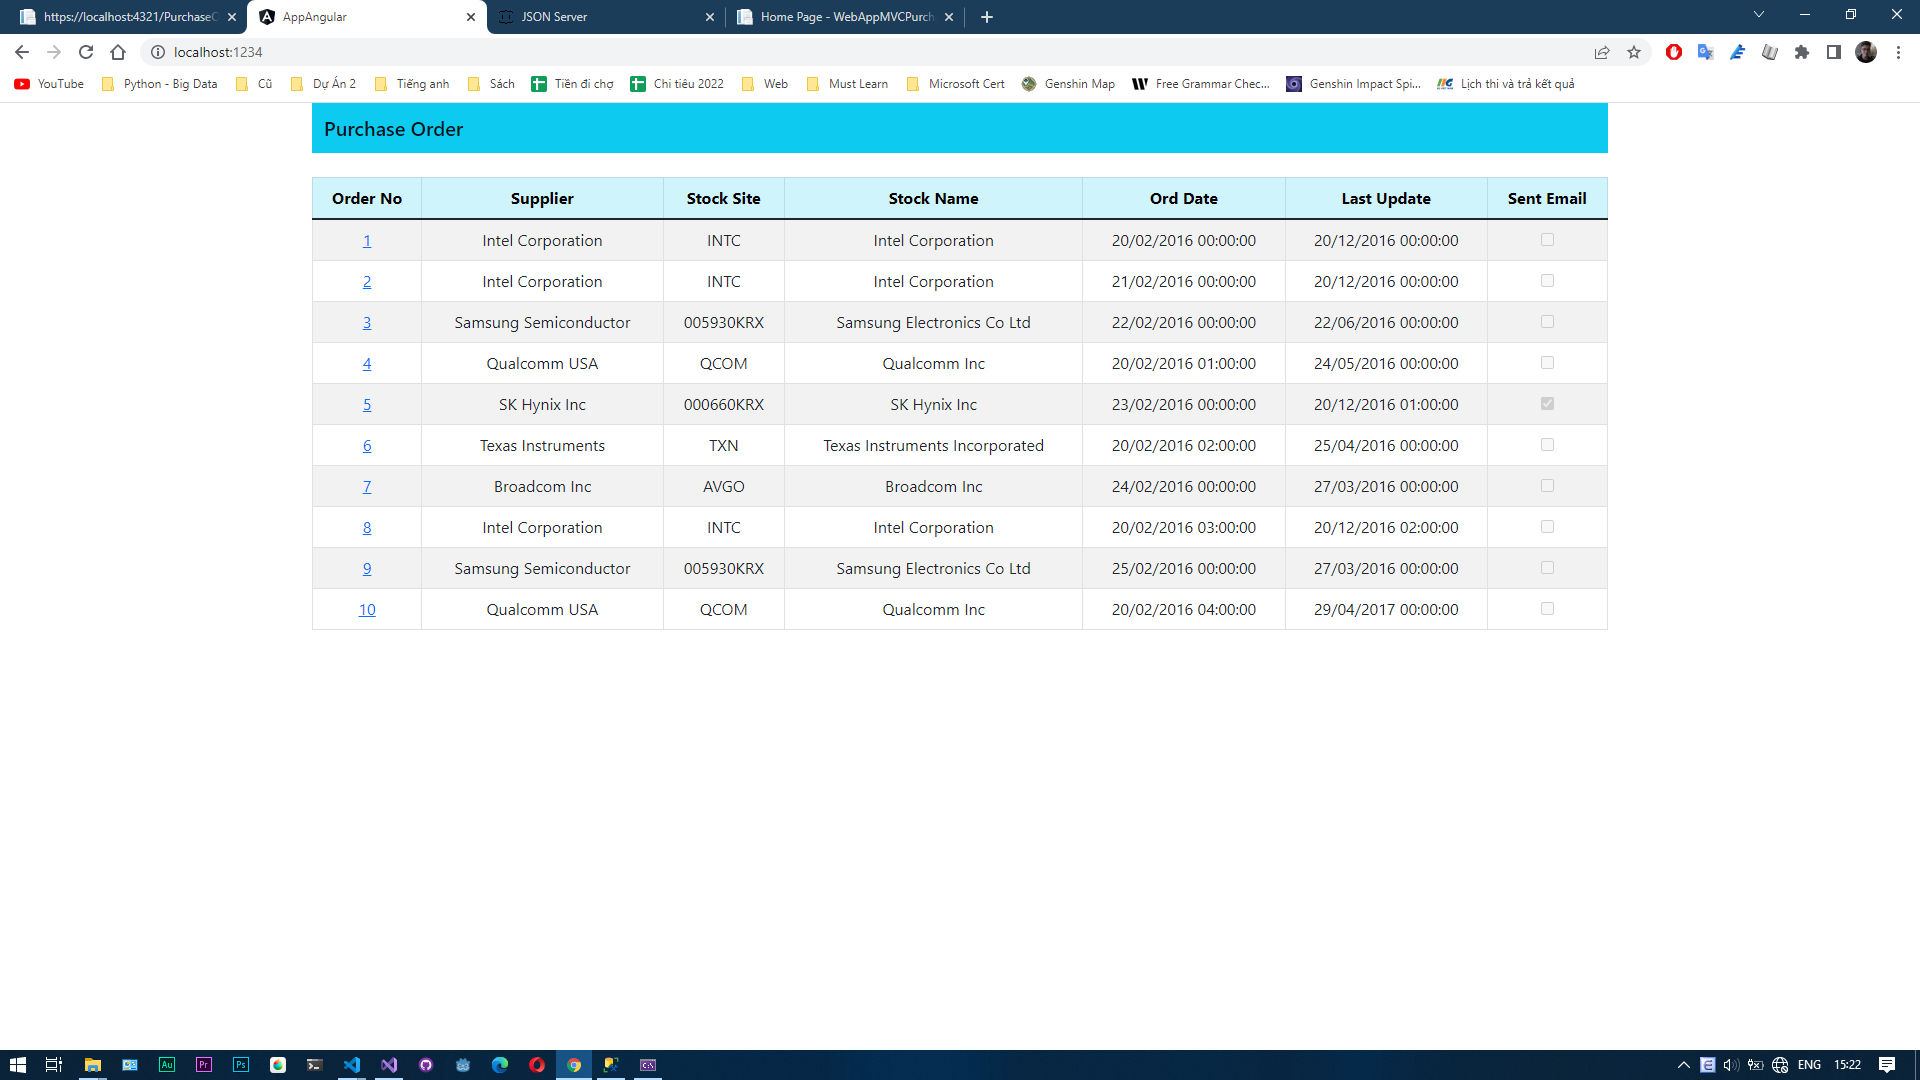 https://localhost:4321/PurchaseO
AppAngular
JSON Server
Home Page - WebAppMVCPurch
localhost:1234
YouTube
Python - Big Data
Cũ
Dự Án 2
Tiếng anh
Sách
Tiền đi chợ
Chi tiêu 2022
Web
Must Learn
Microsoft Cert
Genshin Map
Free Grammar Chec...
Genshin Impact Spi...
Lịch thi và trả kết quả
Purchase Order
Order No Supplier Stock Site Stock Name Ord Date Last Update Sent Email
1 Intel Corporation INTC Intel Corporation 20/02/2016 00:00:00 20/12/2016 00:00:00
2 Intel Corporation INTC Intel Corporation 21/02/2016 00:00:00 20/12/2016 00:00:00
3 Samsung Semiconductor 005930KRX Samsung Electronics Co Ltd 22/02/2016 00:00:00 22/06/2016 00:00:00
4 Qualcomm USA QCOM Qualcomm Inc 20/02/2016 01:00:00 24/05/2016 00:00:00
5 SK Hynix Inc 000660KRX SK Hynix Inc 23/02/2016 00:00:00 20/12/2016 01:00:00
6 Texas Instruments TXN Texas Instruments Incorporated 20/02/2016 02:00:00 25/04/2016 00:00:00
7 Broadcom Inc AVGO Broadcom Inc 24/02/2016 00:00:00 27/03/2016 00:00:00
8 Intel Corporation INTC Intel Corporation 20/02/2016 03:00:00 20/12/2016 02:00:00
9 Samsung Semiconductor 005930KRX Samsung Electronics Co Ltd 25/02/2016 00:00:00 27/03/2016 00:00:00
10 Qualcomm USA QCOM Qualcomm Inc 20/02/2016 04:00:00 29/04/2017 00:00:00
Au
Pr
Ps
ENG
15:22